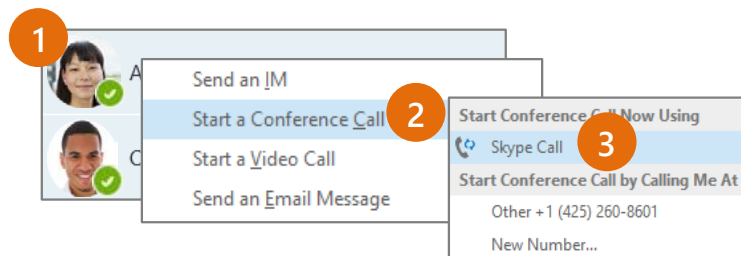 1
A
Send an IM
Start a Conference Call
2
Start Conference Call Now Using
Skype Call
3
Start a Video Call
Start Conference Call by Calling Me At
C
Send an Email Message
Other +1 (425) 260-8601
New Number...